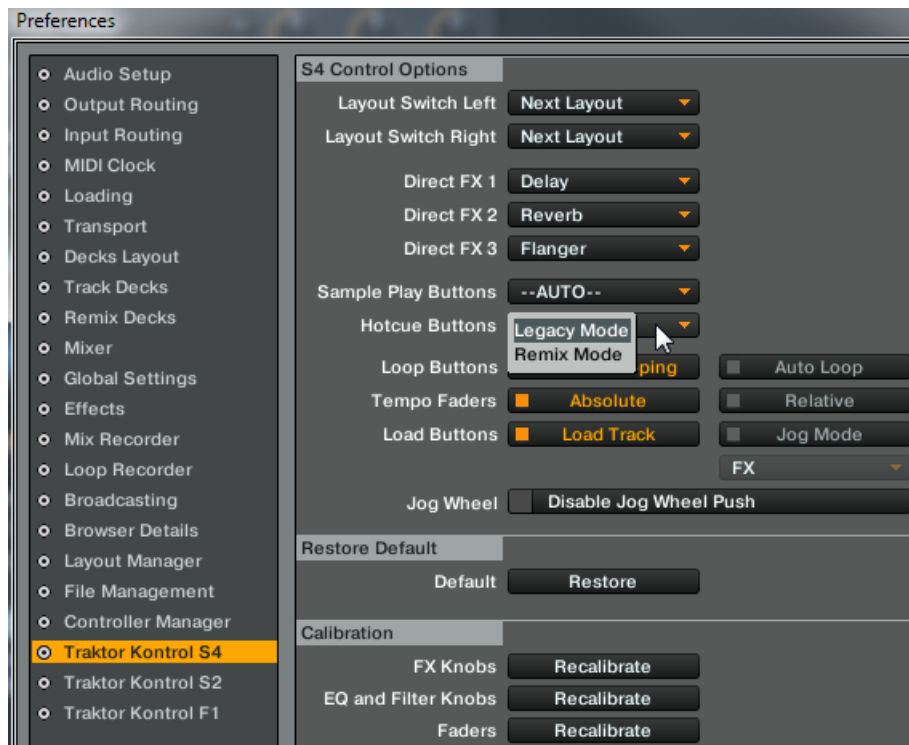 Preferences
Audio Setup
Output Routing
Input Routing
MIDI Clock
Loading
Transport
Decks Layout
Track Decks
Remix Decks
Mixer
Global Settings
Effects
Mix Recorder
Loop Recorder
Broadcasting
Browser Details
Layout Manager
File Management
Controller Manager
Traktor Kontrol S4
Traktor Kontrol S2
Traktor Kontrol F1
S4 Control Options
Layout Switch Left Next Layout
Layout Switch Right Next Layout
Direct FX 1 Delay
Direct FX 2 Reverb
Direct FX 3 Flanger
Sample Play Buttons --AUTO--
Hotcue Buttons Legacy Mode
Remix Mode
Loop Buttons ping Auto Loop
Tempo Faders Absolute Relative
Load Buttons Load Track Jog Mode
FX
Jog Wheel Disable Jog Wheel Push
Restore Default
Default Restore
Calibration
FX Knobs Recalibrate
EQ and Filter Knobs Recalibrate
Faders Recalibrate